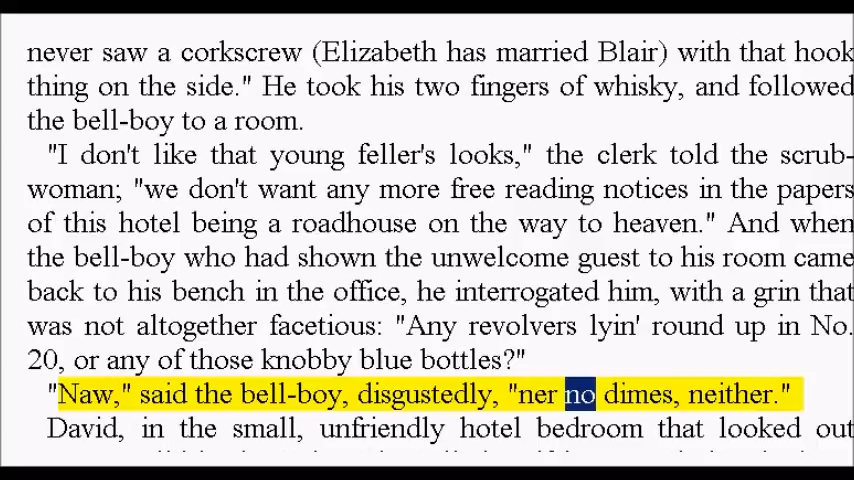 never saw a corkscrew (Elizabeth has married Blair) with that hook
thing on the side." He took his two fingers of whisky, and followed
the bell-boy to a room.
"I don't like that young feller's looks," the clerk told the scrub-
woman; "we don't want any more free reading notices in the papers
of this hotel being a roadhouse on the way to heaven." And when
the bell-boy who had shown the unwelcome guest to his room came
back to his bench in the office, he interrogated him, with a grin that
was not altogether facetious: "Any revolvers lyin' round up in No.
20, or any of those knobby blue bottles?"
"Naw," said the bell-boy, disgustedly, "ner no dimes, neither."
David, in the small, unfriendly hotel bedroom that looked out